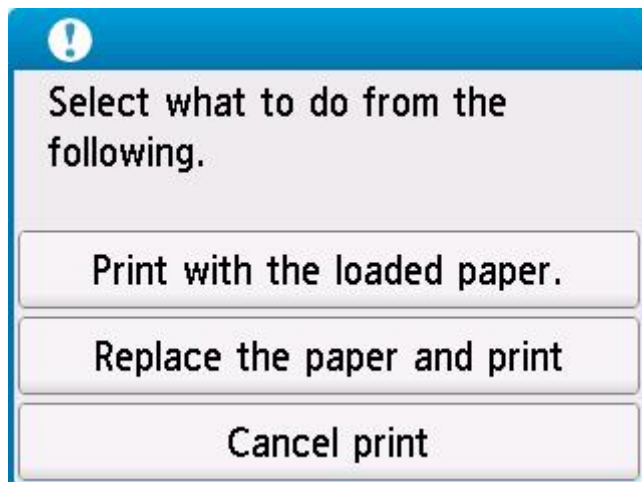 Select what to do from the
following.
Print with the loaded paper.
Replace the paper and print
Cancel print